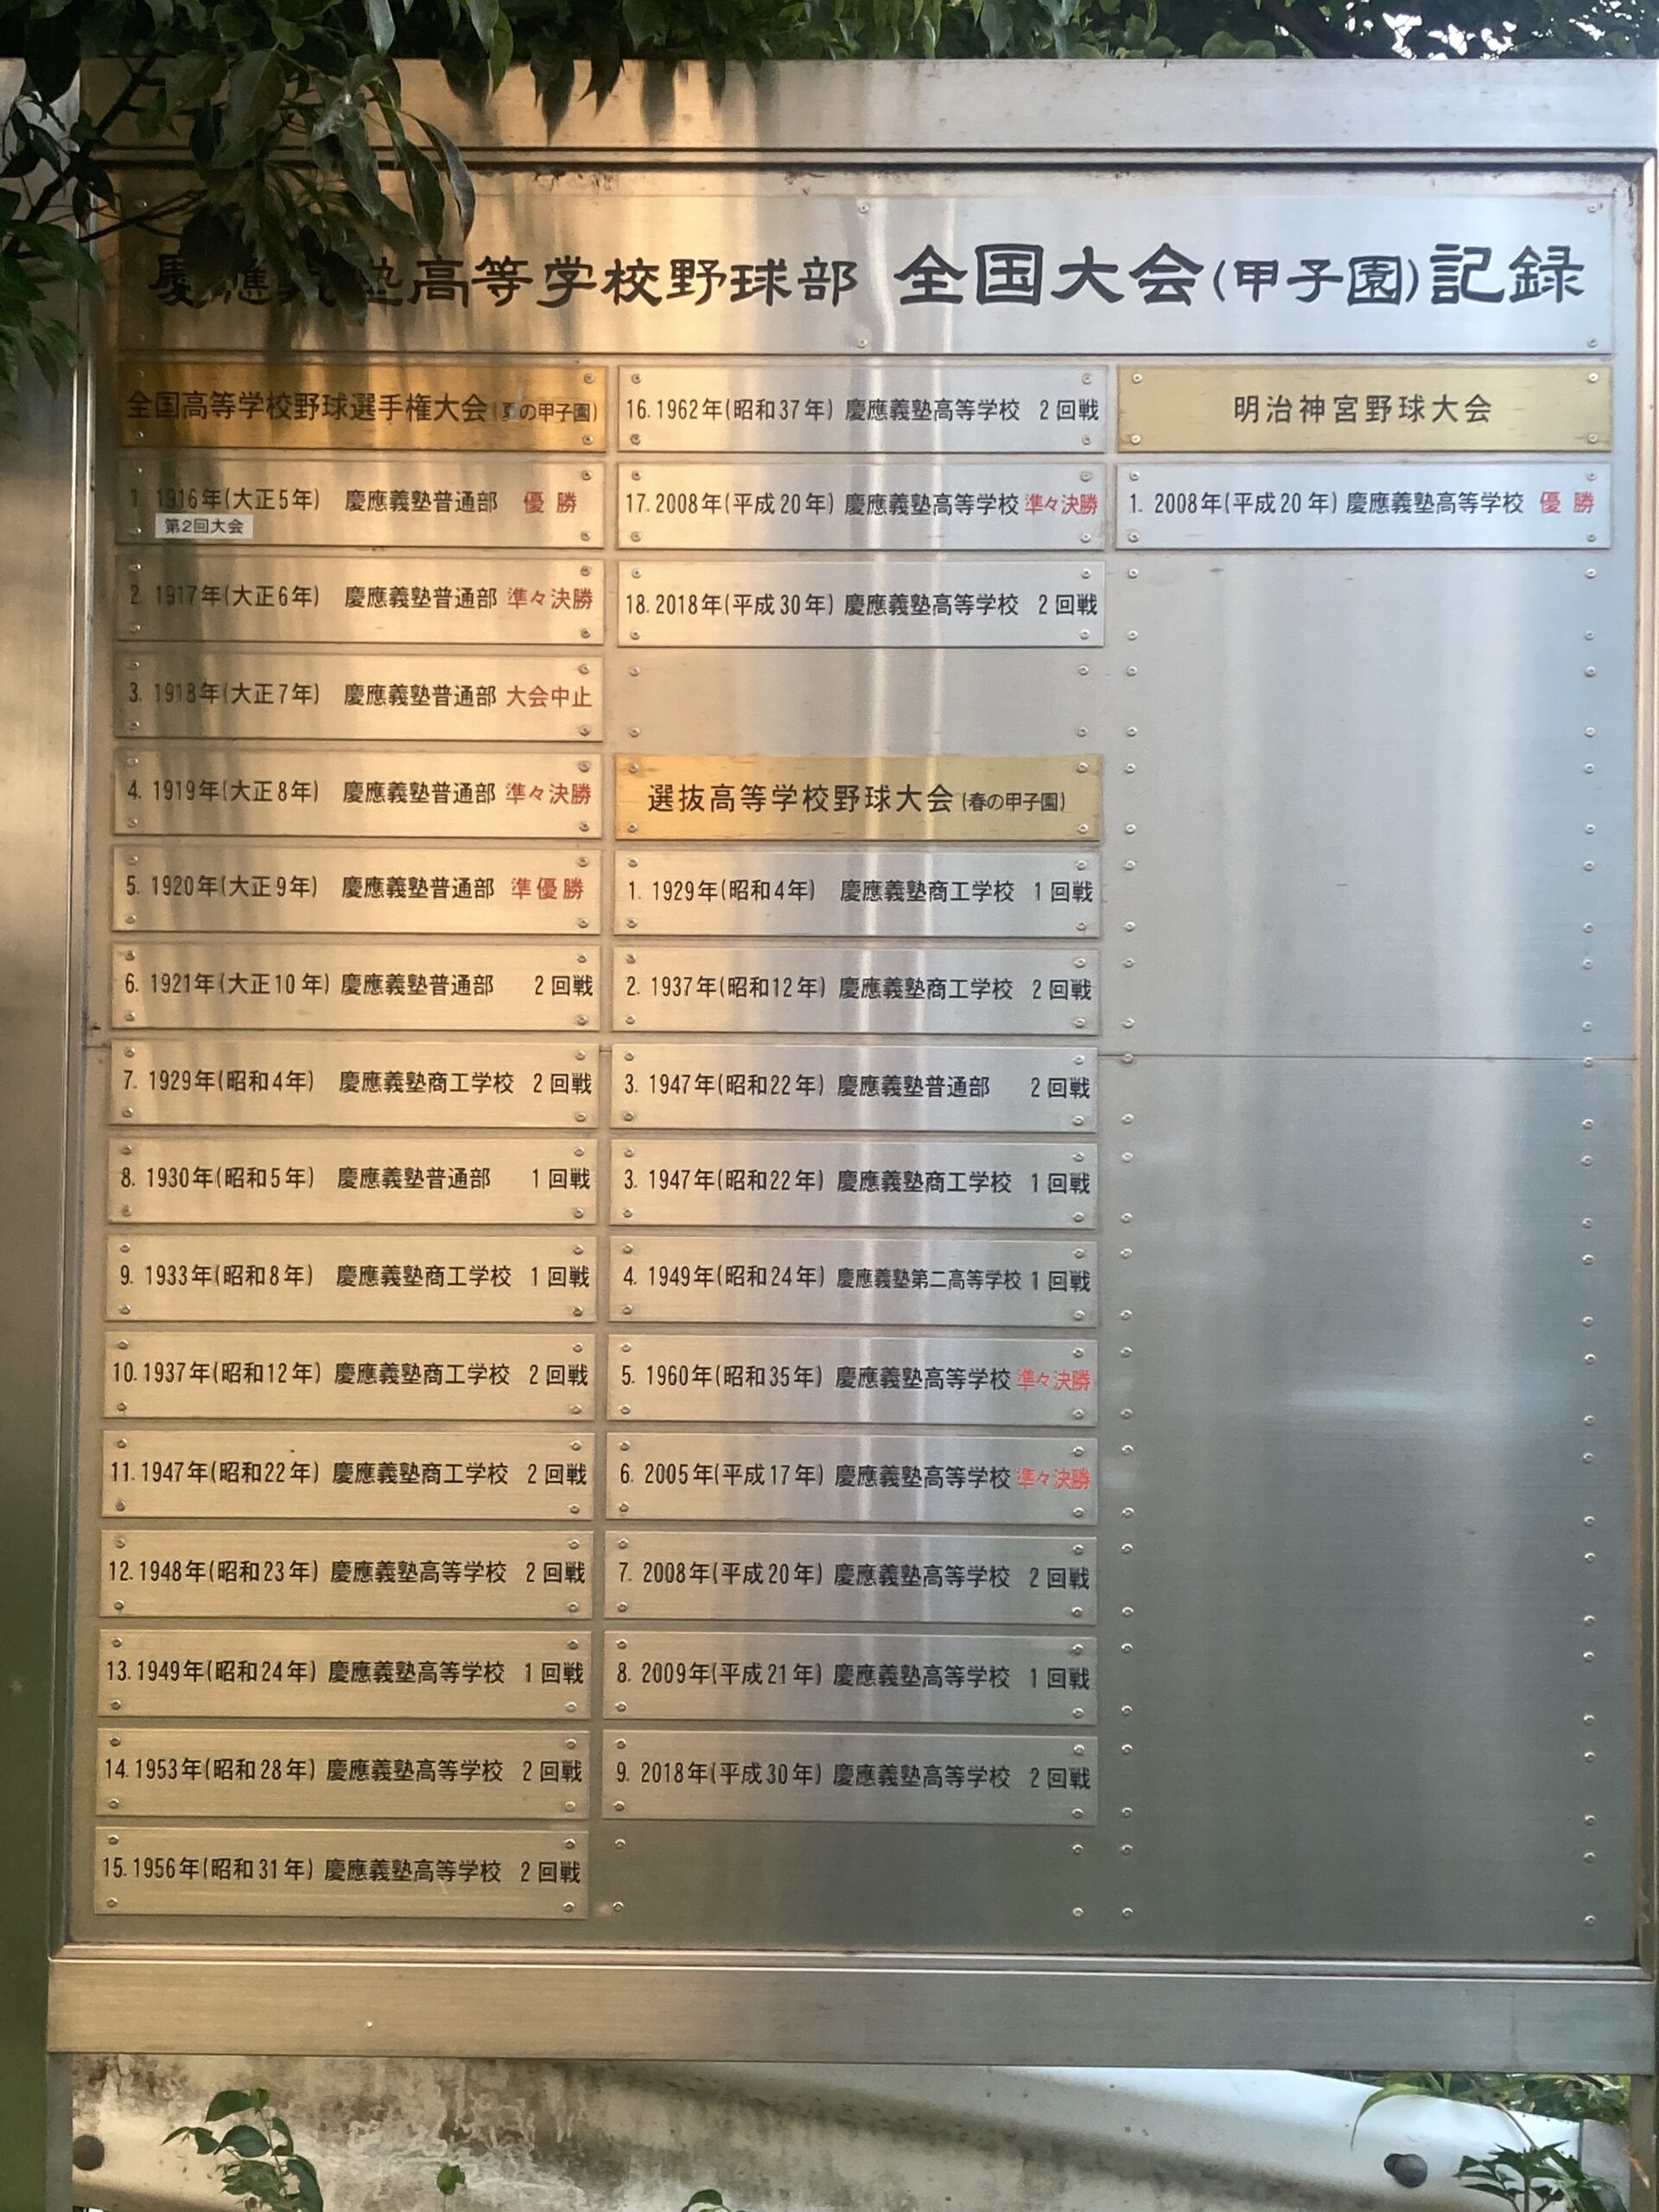 慶應義塾高等学校野球部 全国大会(甲子園)記録
全国高等学校野球選手権大会(夏の甲子園)
1. 1916年(大正5年) 慶應義塾普通部 優勝
第2回大会
2. 1917年(大正6年) 慶應義塾普通部 準々決勝
3. 1918年(大正7年) 慶應義塾普通部 大会中止
4. 1919年(大正8年) 慶應義塾普通部 準々決勝
5. 1920年(大正9年) 慶應義塾普通部 準優勝
6. 1921年(大正10年) 慶應義塾普通部 2回戦
7. 1929年(昭和4年) 慶應義塾商工学校 2回戦
8. 1930年(昭和5年) 慶應義塾普通部 1回戦
9. 1933年(昭和8年) 慶應義塾商工学校 1回戦
10. 1937年(昭和12年) 慶應義塾商工学校 2回戦
11. 1947年(昭和22年) 慶應義塾商工学校 2回戦
12. 1948年(昭和23年) 慶應義塾高等学校 2回戦
13. 1949年(昭和24年) 慶應義塾高等学校 1回戦
14. 1953年(昭和28年) 慶應義塾高等学校 2回戦
15. 1956年(昭和31年) 慶應義塾高等学校 2回戦
16. 1962年(昭和37年) 慶應義塾高等学校 2回戦
17. 2008年(平成20年) 慶應義塾高等学校 準々決勝
18. 2018年(平成30年) 慶應義塾高等学校 2回戦
選抜高等学校野球大会(春の甲子園)
1. 1929年(昭和4年) 慶應義塾商工学校 1回戦
2. 1937年(昭和12年) 慶應義塾商工学校 2回戦
3. 1947年(昭和22年) 慶應義塾普通部 2回戦
3. 1947年(昭和22年) 慶應義塾商工学校 1回戦
4. 1949年(昭和24年) 慶應義塾第二高等学校 1回戦
5. 1960年(昭和35年) 慶應義塾高等学校 準々決勝
6. 2005年(平成17年) 慶應義塾高等学校 準々決勝
7. 2008年(平成20年) 慶應義塾高等学校 2回戦
8. 2009年(平成21年) 慶應義塾高等学校 1回戦
9. 2018年(平成30年) 慶應義塾高等学校 2回戦
明治神宮野球大会
1. 2008年(平成20年) 慶應義塾高等学校 優勝